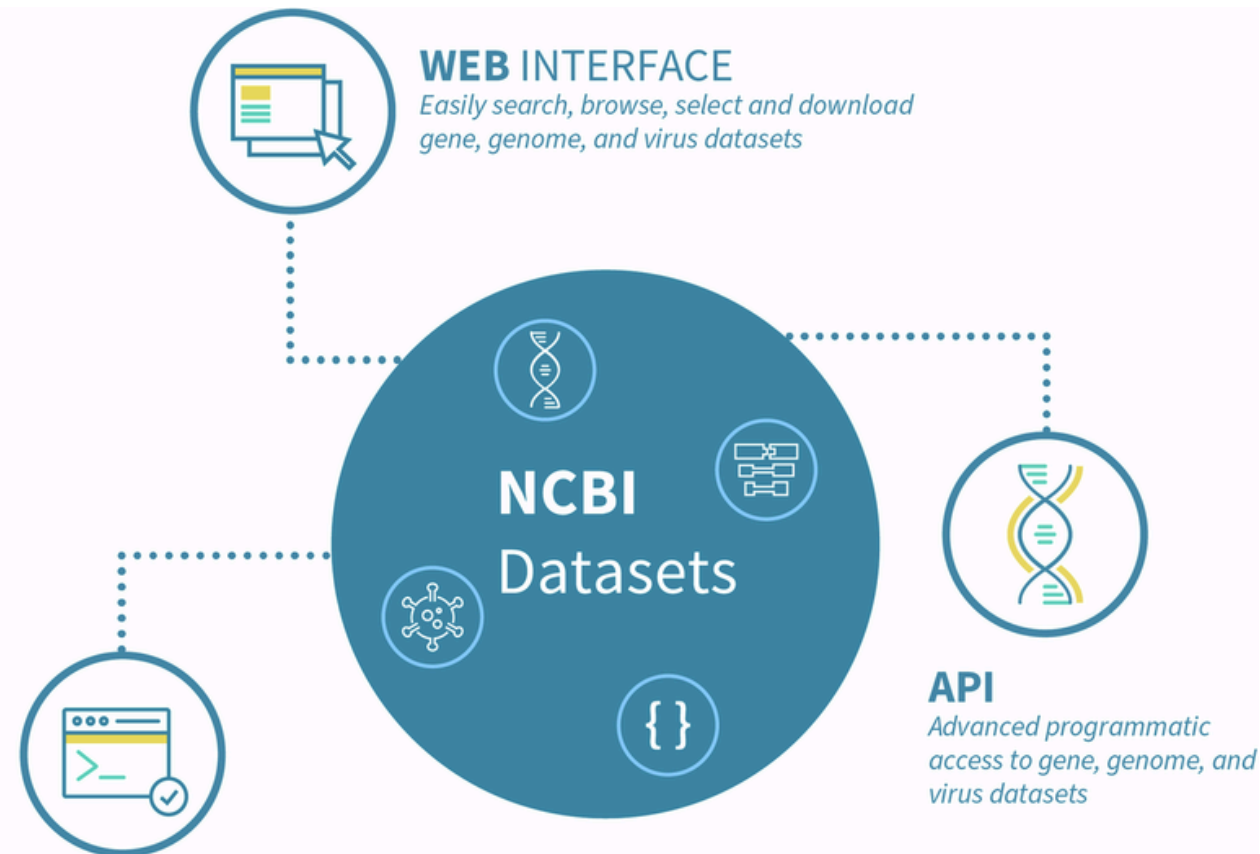 WEB INTERFACE
Easily search, browse, select and download
gene, genome, and virus datasets
NCBI
Datasets
{ }
>_
API
Advanced programmatic
access to gene, genome, and
virus datasets